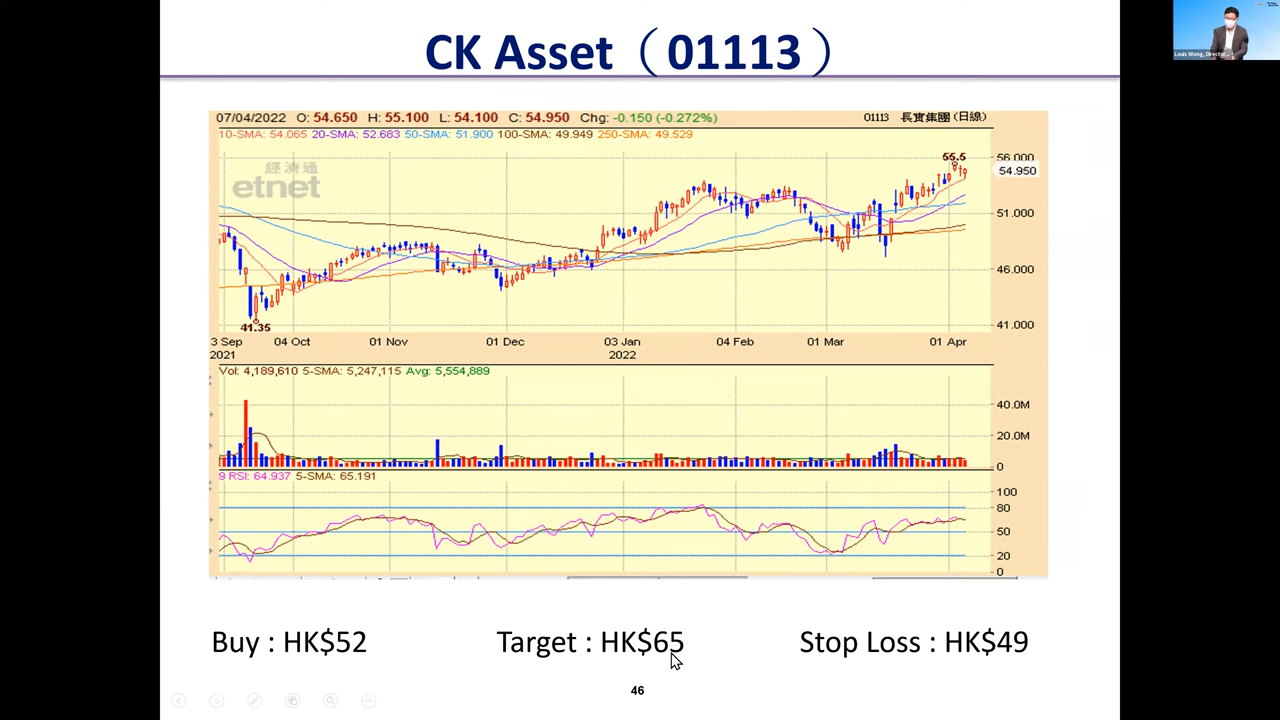 CK Asset（01113）
Louis Wong, Director
07/04/2022 O: 54.650 H: 55.100 L: 54.100 C: 54.950 Chg: -0.150 (-0.272%) 01113 長實集團 (日線)
10-SMA: 54.065 20-SMA: 52.683 50-SMA: 51.900 100-SMA: 49.949 250-SMA: 49.529
經濟通
etnet
55.5
56.000
54.950
51.000
46.000
41.35
41.000
3 Sep 04 Oct 01 Nov 01 Dec 03 Jan 04 Feb 01 Mar 01 Apr
2021 2022
Vol: 4,189,610 5-SMA: 5,247,115 Avg: 5,554,889
40.0M
20.0M
0
9 RSI: 64.937 5-SMA: 65.191
100
80
50
20
0
Buy : HK$52 Target : HK$65 Stop Loss : HK$49
46